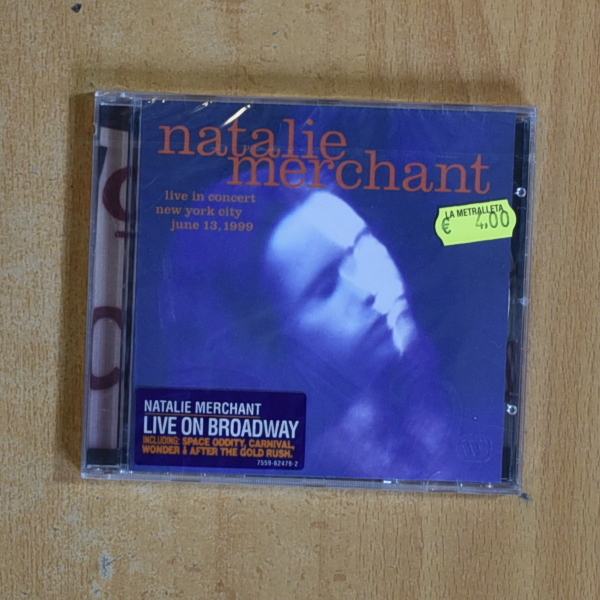 natalie
merchant
live in concert
new york city
june 13, 1999
LA METRALLETA
€ 4,00
NATALIE MERCHANT
LIVE ON BROADWAY
INCLUDING: SPACE ODDITY, CARNIVAL,
WONDER & AFTER THE GOLD RUSH.
7559-62479-2